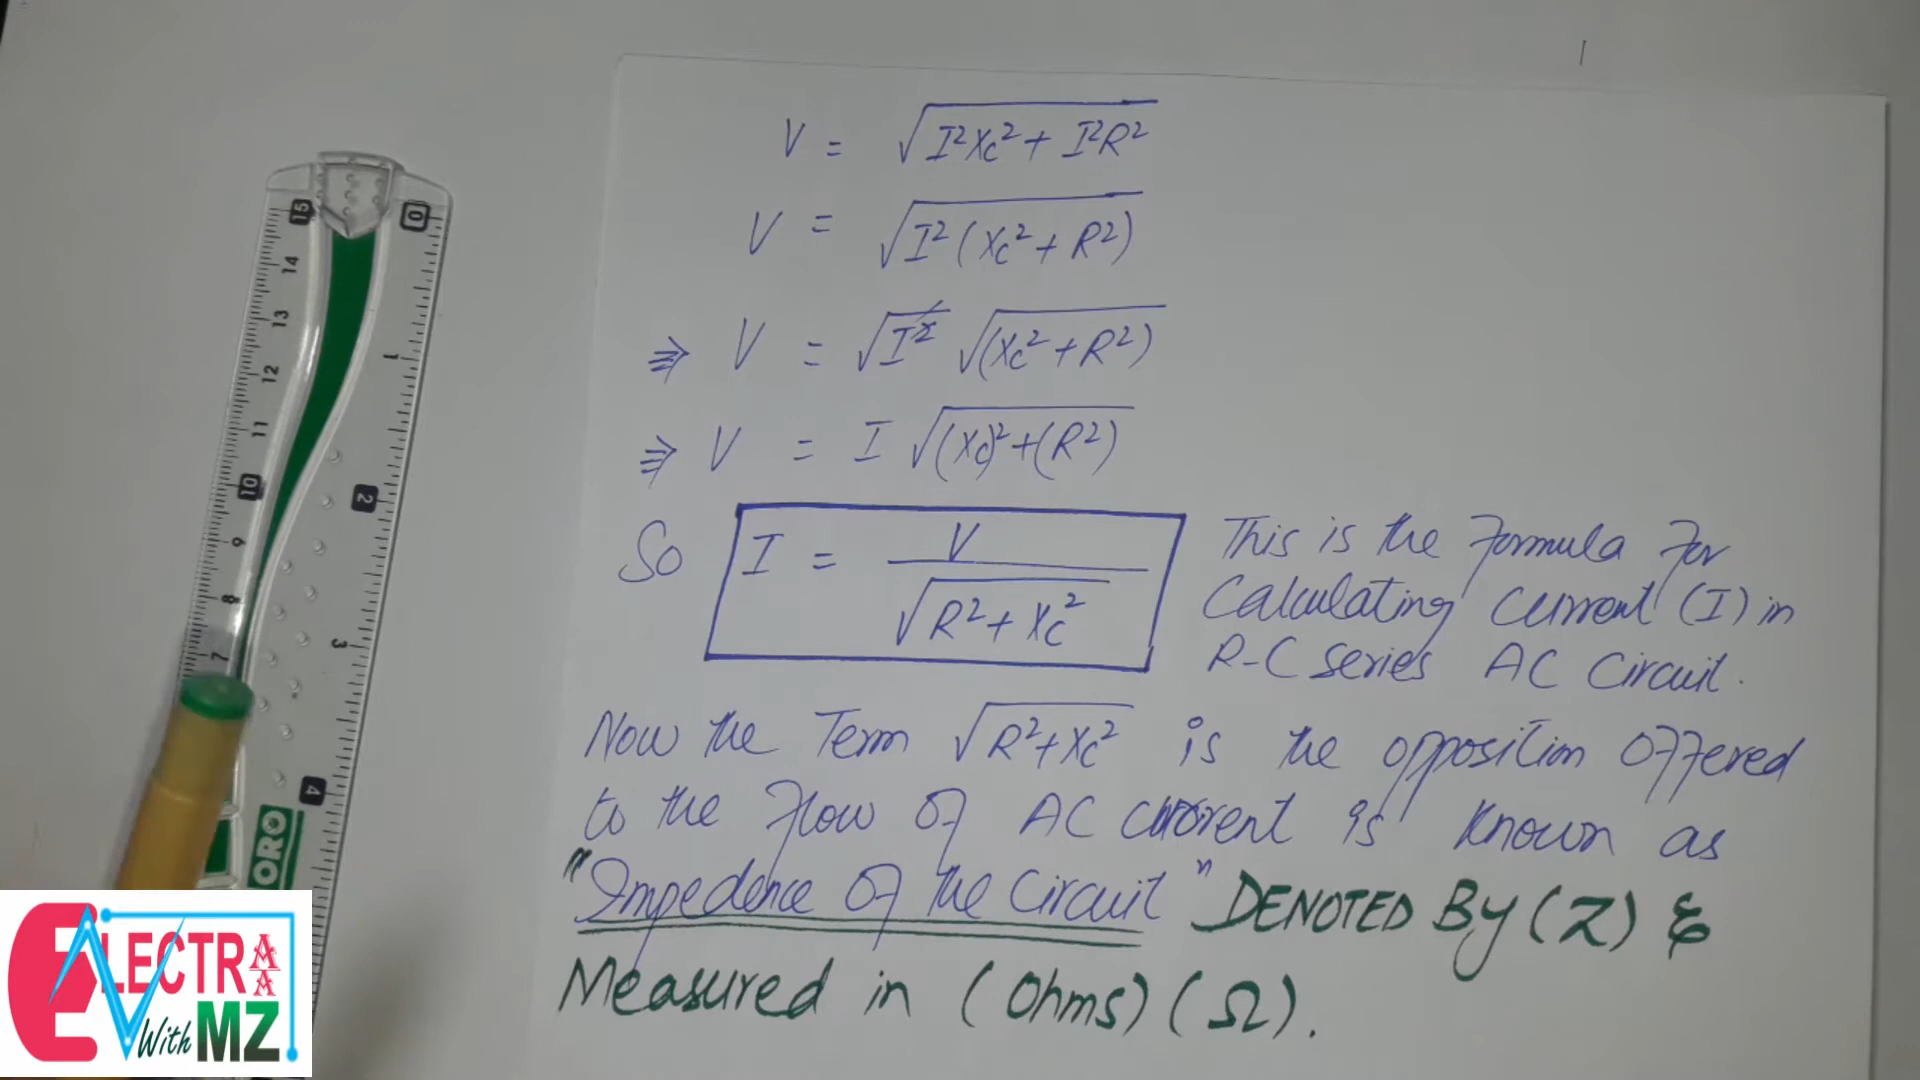 V = √(I²Xc² + I²R²)
V = √(I²(Xc² + R²))
⇒ V = √I² √(Xc² + R²)
⇒ V = I √((Xc)² + (R²))
So I = V / √(R² + Xc²)
This is the Formula For
Calculating Current (I) in
R-C Series AC Circuit.
Now the Term √(R² + Xc²) is the opposition offered
to the flow of AC current is known as
"Impedence of the Circuit" DENOTED By (Z) &
Measured in (Ohms) (Ω).
15 14 13 12 11 10 9 8 7
0 1 2 3 4
ORO
ELECTRA
With MZ